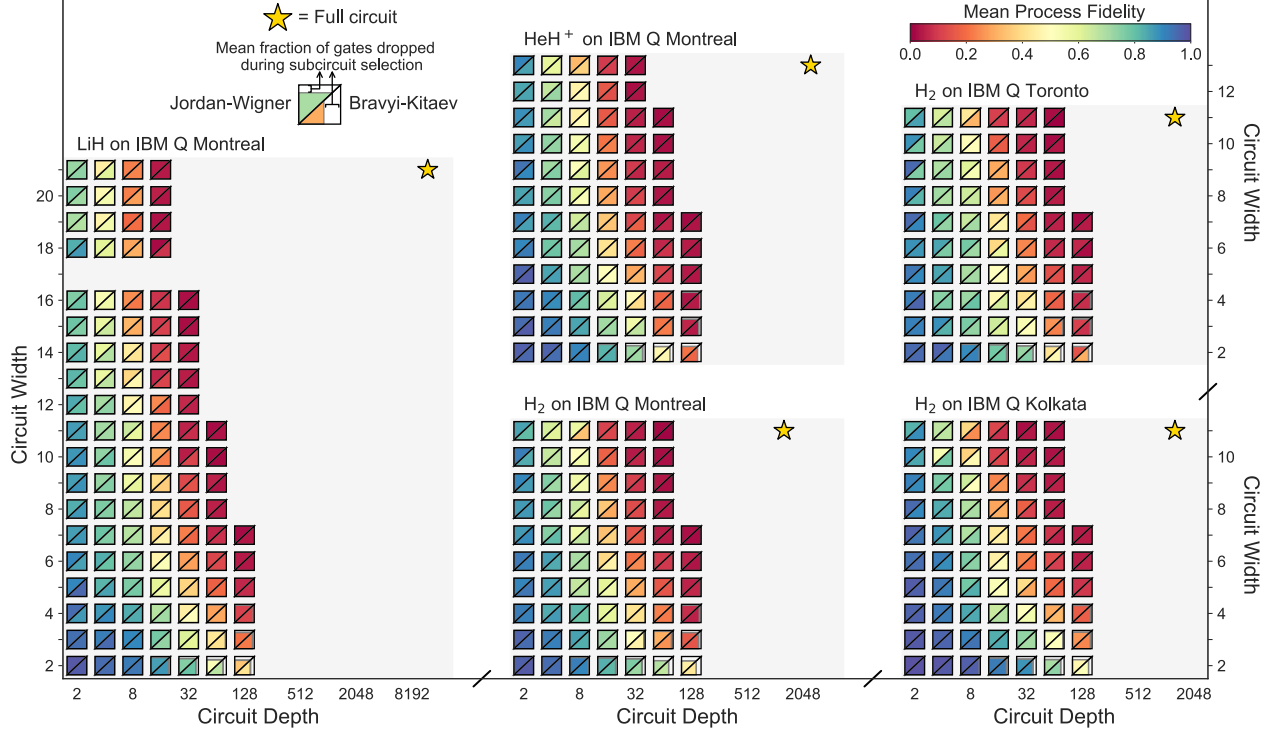 = Full circuit
Mean fraction of gates dropped
during subcircuit selection
Jordan-Wigner
Bravyi-Kitaev
Mean Process Fidelity
0.0 0.2 0.4 0.6 0.8 1.0
LiH on IBM Q Montreal
HeH⁺ on IBM Q Montreal
H₂ on IBM Q Toronto
H₂ on IBM Q Montreal
H₂ on IBM Q Kolkata
Circuit Width
20
18
16
14
12
10
8
6
4
2
Circuit Width
12
10
8
6
4
2
Circuit Width
10
8
6
4
2
2 8 32 128 512 2048 8192
Circuit Depth
2 8 32 128 512 2048
Circuit Depth
2 8 32 128 512 2048
Circuit Depth